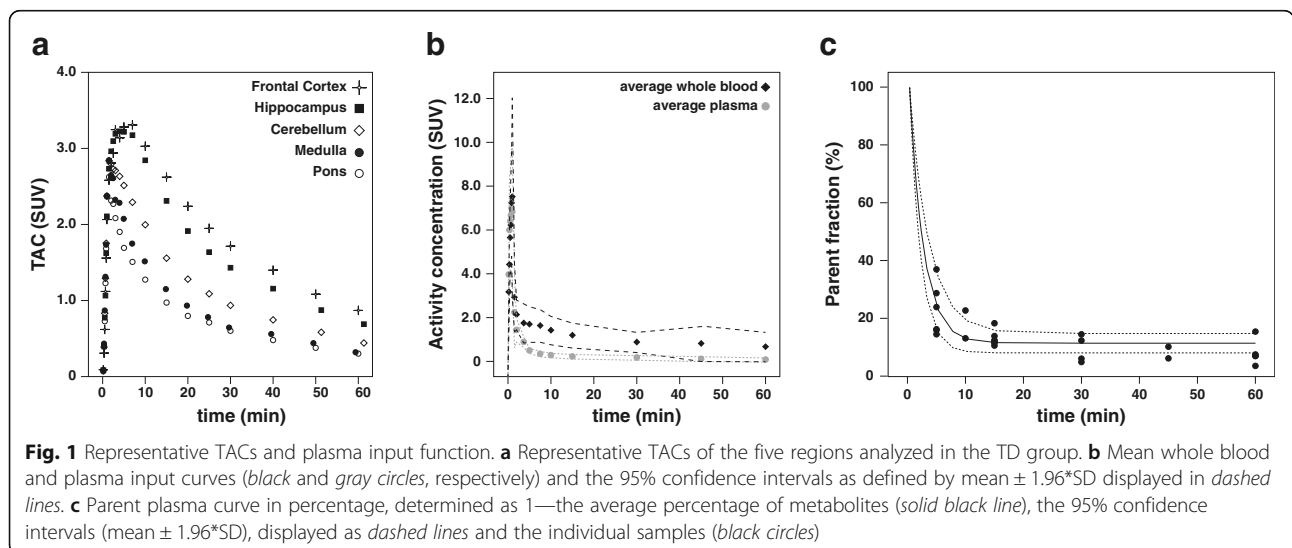 a
4.0
3.0
2.0
1.0
0.0
TAC (SUV)
Frontal Cortex
Hippocampus
Cerebellum
Medulla
Pons
0 10 20 30 40 50 60
time (min)
b
12.0
10.0
8.0
6.0
4.0
2.0
0.0
Activity concentration (SUV)
average whole blood
average plasma
0 10 20 30 40 50 60
time (min)
c
100
80
60
40
20
0
Parent fraction (%)
0 10 20 30 40 50 60
time (min)
Fig. 1 Representative TACs and plasma input function. a Representative TACs of the five regions analyzed in the TD group. b Mean whole blood
and plasma input curves (black and gray circles, respectively) and the 95% confidence intervals as defined by mean ± 1.96*SD displayed in dashed
lines. c Parent plasma curve in percentage, determined as 1—the average percentage of metabolites (solid black line), the 95% confidence
intervals (mean ± 1.96*SD), displayed as dashed lines and the individual samples (black circles)